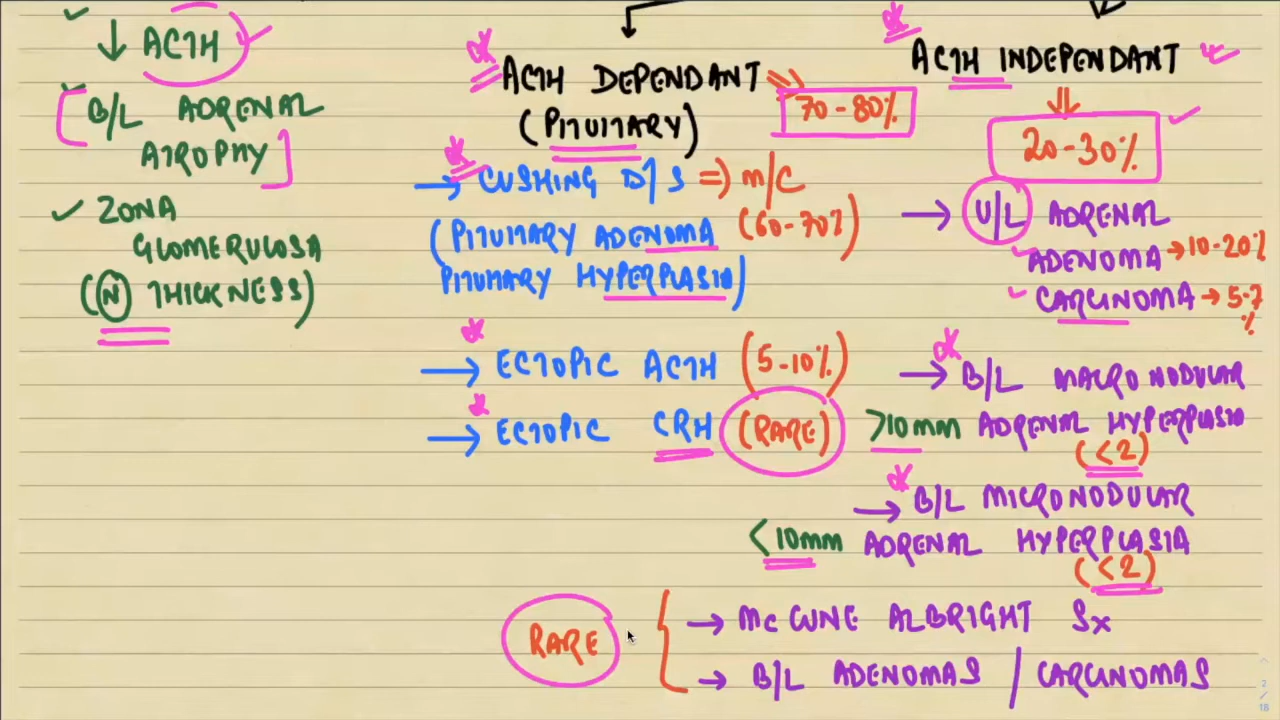 ↓ ACTH
B/L ADRENAL
ATROPHY
ZONA
GLOMERULOSA
(N THICKNESS)
ACTH DEPENDANT
(PITUITARY)
70-80%
→ CUSHING D/S => M/C
(PITUITARY ADENOMA (60-70%)
PITUITARY HYPERPLASIA)
→ ECTOPIC ACTH (5-10%)
→ ECTOPIC CRH (RARE)
ACTH INDEPENDANT
20-30%
→ U/L ADRENAL
ADENOMA → 10-20%
CARCINOMA → 5-7
%
→ B/L MACRONODULAR
>10mm ADRENAL HYPERPLASIA
(<2)
→ B/L MICRONODULAR
<10mm ADRENAL HYPERPLASIA
(<2)
RARE
→ Mc CUNE ALBRIGHT Sx
→ B/L ADENOMAS / CARCINOMAS
2
/
18